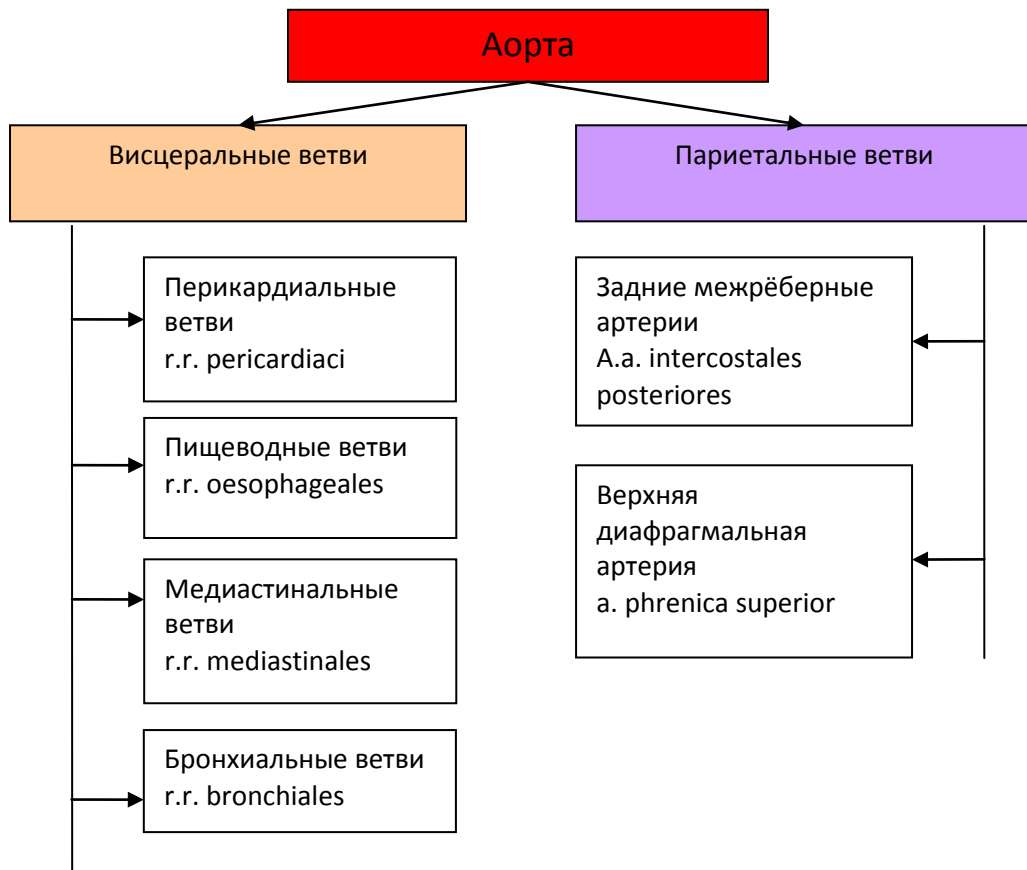 Аорта
Висцеральные ветви
Париетальные ветви
Перикардиальные
ветви
r.r. pericardiaci
Пищеводные ветви
r.r. oesophageales
Медиастинальные
ветви
r.r. mediastinales
Бронхиальные ветви
r.r. bronchiales
Задние межрёберные
артерии
A.a. intercostales
posteriores
Верхняя
диафрагмальная
артерия
a. phrenica superior